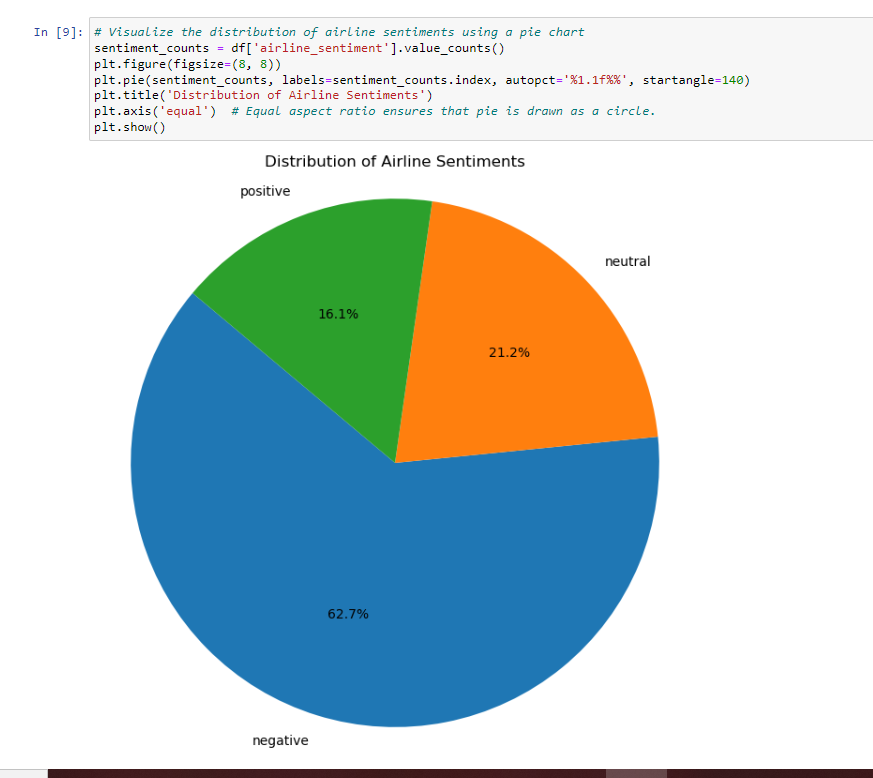 In [9]: # Visualize the distribution of airline sentiments using a pie chart
sentiment_counts = df['airline_sentiment'].value_counts()
plt.figure(figsize=(8, 8))
plt.pie(sentiment_counts, labels=sentiment_counts.index, autopct='%1.1f%%', startangle=140)
plt.title('Distribution of Airline Sentiments')
plt.axis('equal')  # Equal aspect ratio ensures that pie is drawn as a circle.
plt.show()
Distribution of Airline Sentiments
positive
neutral
16.1%
21.2%
62.7%
negative